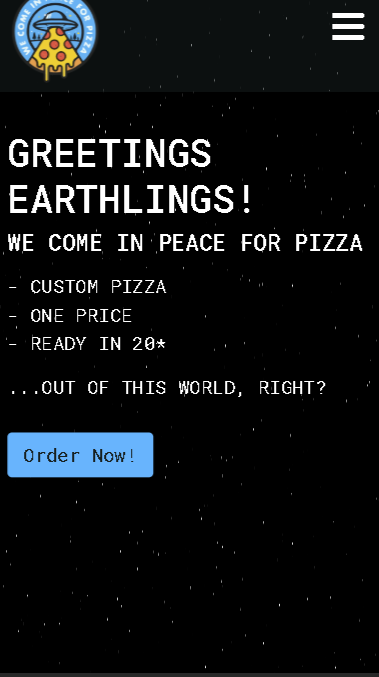 WE COME IN PEACE FOR PIZZA
GREETINGS
EARTHLINGS!
WE COME IN PEACE FOR PIZZA
- CUSTOM PIZZA
- ONE PRICE
- READY IN 20*
...OUT OF THIS WORLD, RIGHT?
Order Now!